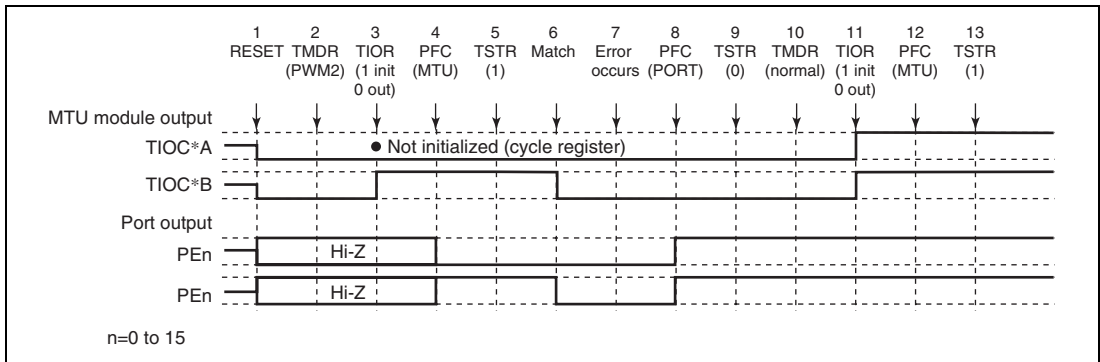 1 2 3 4 5 6 7 8 9 10 11 12 13
RESET TMDR TIOR PFC TSTR Match Error PFC TSTR TMDR TIOR PFC TSTR
(PWM2) (1 init (MTU) (1) occurs (PORT) (0) (normal) (1 init (MTU) (1)
0 out) 0 out)
MTU module output
TIOC*A
● Not initialized (cycle register)
TIOC*B
Port output
PEn
Hi-Z
PEn
Hi-Z
n=0 to 15